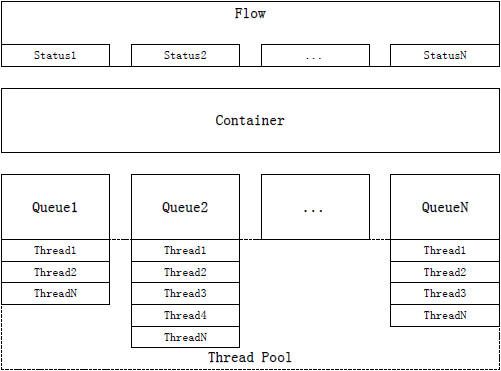 Flow
Status1 Status2 ... StatusN
Container
Queue1 Queue2 ... QueueN
Thread1 Thread1 Thread1
Thread2 Thread2 Thread2
ThreadN Thread3 Thread3
Thread4 ThreadN
ThreadN
Thread Pool